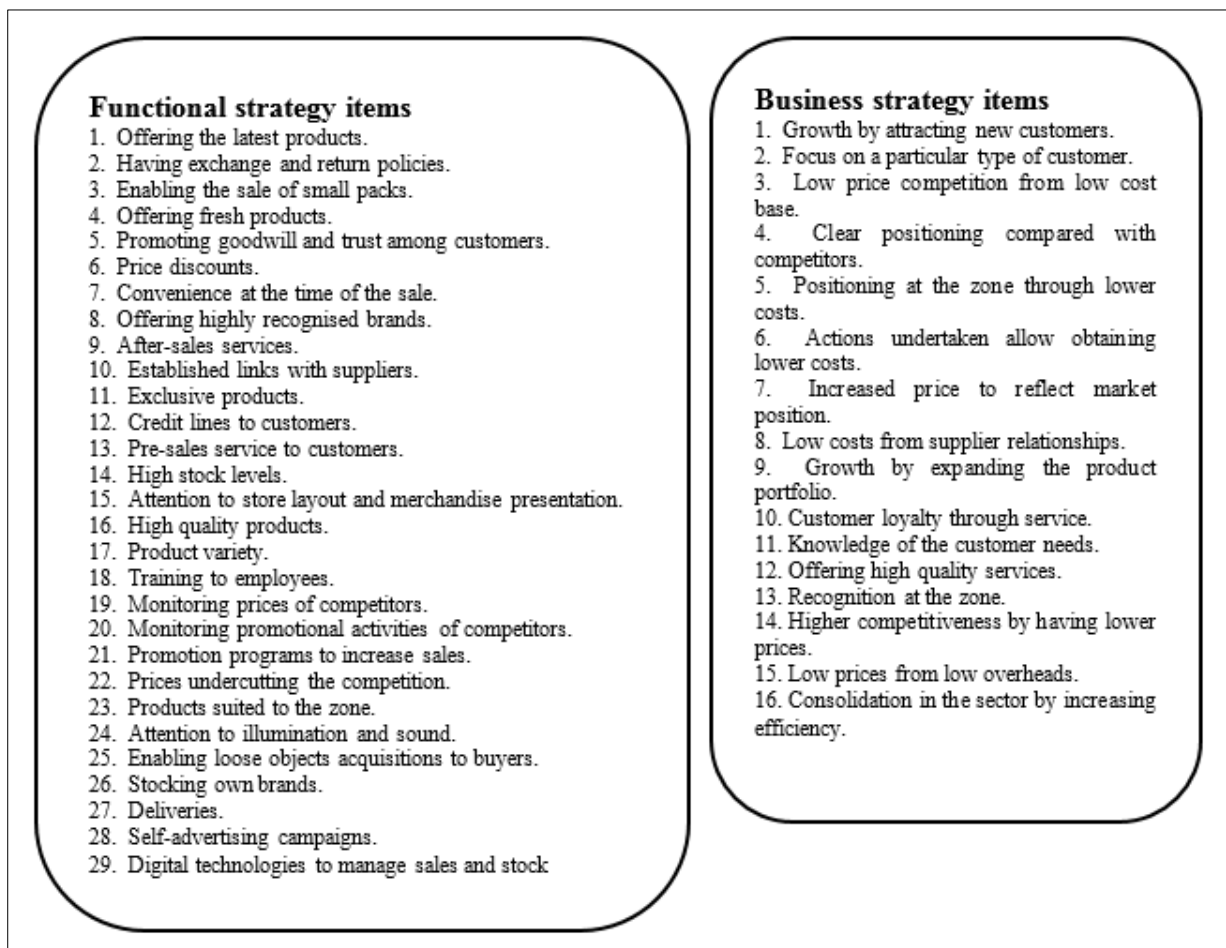 Functional strategy items
1. Offering the latest products.
2. Having exchange and return policies.
3. Enabling the sale of small packs.
4. Offering fresh products.
5. Promoting goodwill and trust among customers.
6. Price discounts.
7. Convenience at the time of the sale.
8. Offering highly recognised brands.
9. After-sales services.
10. Established links with suppliers.
11. Exclusive products.
12. Credit lines to customers.
13. Pre-sales service to customers.
14. High stock levels.
15. Attention to store layout and merchandise presentation.
16. High quality products.
17. Product variety.
18. Training to employees.
19. Monitoring prices of competitors.
20. Monitoring promotional activities of competitors.
21. Promotion programs to increase sales.
22. Prices undercutting the competition.
23. Products suited to the zone.
24. Attention to illumination and sound.
25. Enabling loose objects acquisitions to buyers.
26. Stocking own brands.
27. Deliveries.
28. Self-advertising campaigns.
29. Digital technologies to manage sales and stock
Business strategy items
1. Growth by attracting new customers.
2. Focus on a particular type of customer.
3. Low price competition from low cost
base.
4. Clear positioning compared with
competitors.
5. Positioning at the zone through lower
costs.
6. Actions undertaken allow obtaining
lower costs.
7. Increased price to reflect market
position.
8. Low costs from supplier relationships.
9. Growth by expanding the product
portfolio.
10. Customer loyalty through service.
11. Knowledge of the customer needs.
12. Offering high quality services.
13. Recognition at the zone.
14. Higher competitiveness by having lower
prices.
15. Low prices from low overheads.
16. Consolidation in the sector by increasing
efficiency.